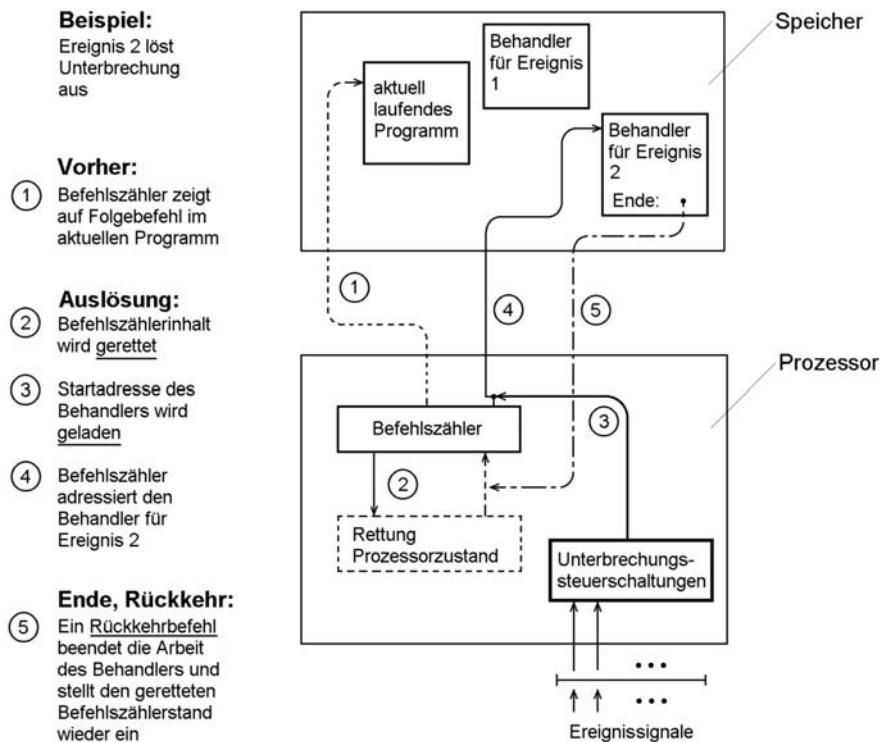 Beispiel:
Ereignis 2 löst
Unterbrechung
aus
Vorher:
1
Befehlszähler zeigt
auf Folgebefehl im
aktuellen Programm
Auslösung:
2
Befehlszählerinhalt
wird gerettet
3
Startadresse des
Behandlers wird
geladen
4
Befehlszähler
adressiert den
Behandler für
Ereignis 2
Ende, Rückkehr:
5
Ein Rückkehrbefehl
beendet die Arbeit
des Behandlers und
stellt den geretteten
Befehlszählerstand
wieder ein
Speicher
aktuell
laufendes
Programm
Behandler
für Ereignis
1
Behandler
für Ereignis
2
Ende:
1
4
5
Prozessor
Befehlszähler
3
2
Rettung
Prozessorzustand
Unterbrechungs-
steuerschaltungen
•••
•••
Ereignissignale